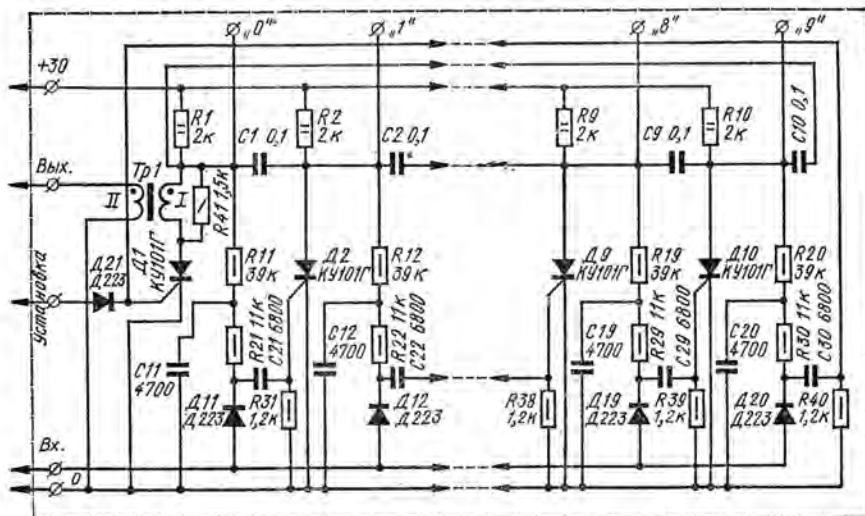 „0“ „1“ „8“ „9“
+30
R1 2к
R2 2к
R9 2к
R10 2к
C1 0,1
C2 0,1
C9 0,1
C10 0,1
Вых.
Тр1
II
I
R41 1,5к
Д1 КУ101Г
Д21 Д223
Установка
R11 39к
Д2 КУ101Г
R12 39к
Д9 КУ101Г
R19 39к
Д10 КУ101Г
R20 39к
C11 4700
R21 11к
C21 6800
C12 4700
R22 11к
C22 6800
C19 4700
R29 11к
C29 6800
C20 4700
R30 11к
C30 6800
Д11 Д223
R31 1,2к
Д12 Д223
R38 1,2к
Д19 Д223
R39 1,2к
Д20 Д223
R40 1,2к
Вх.
0